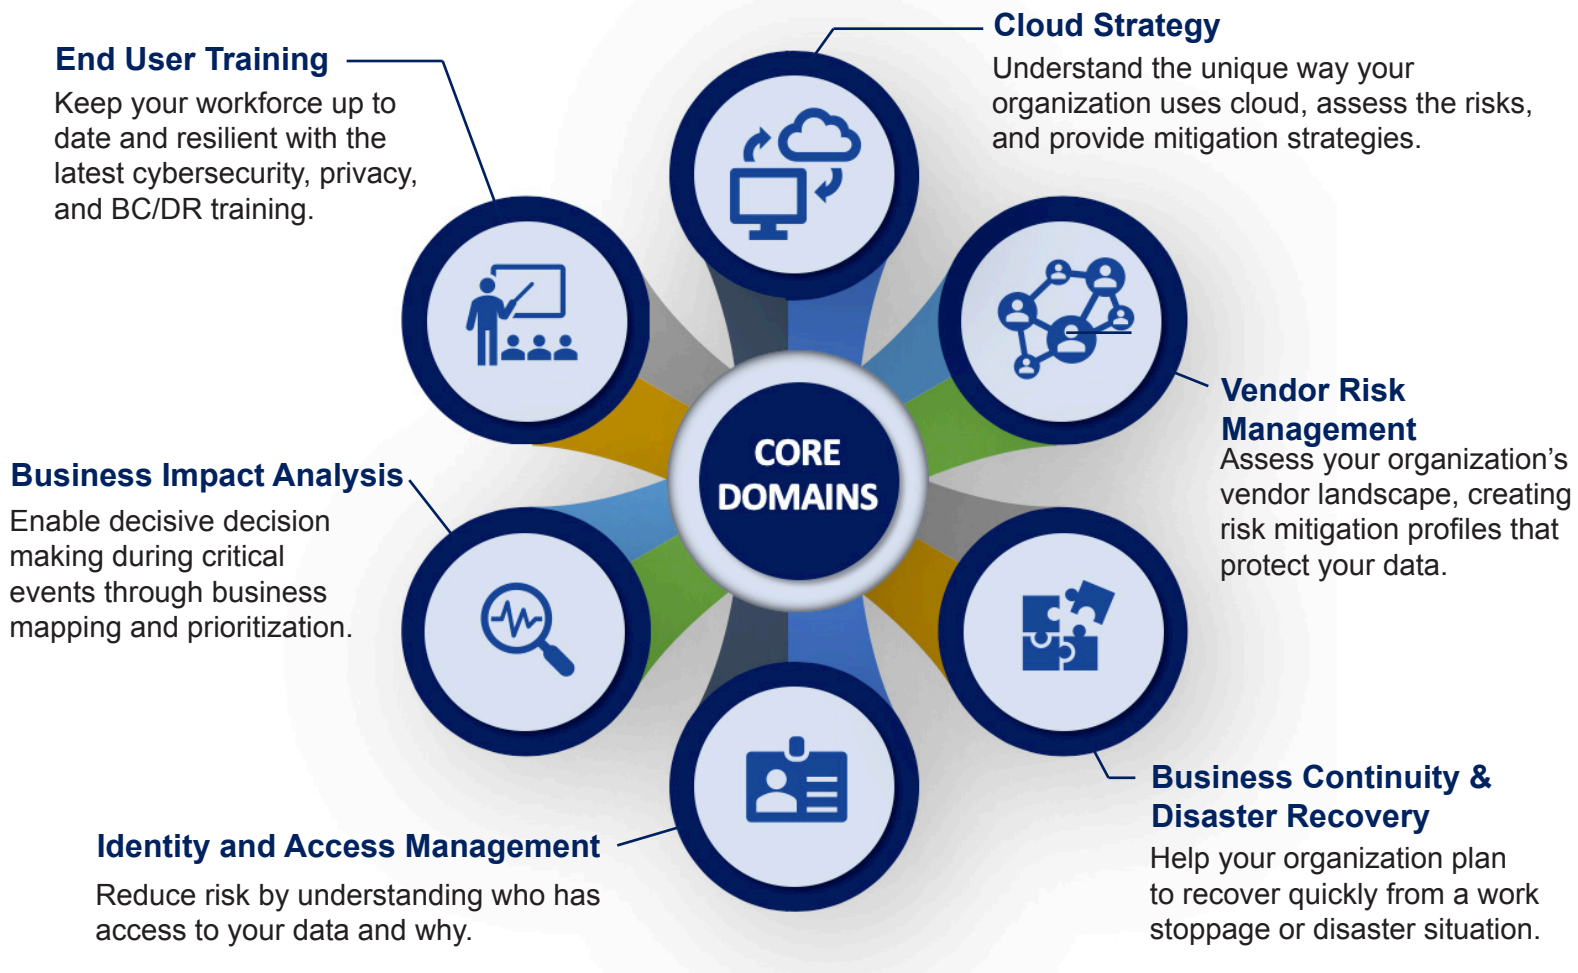 End User Training
Keep your workforce up to
date and resilient with the
latest cybersecurity, privacy,
and BC/DR training.
Cloud Strategy
Understand the unique way your
organization uses cloud, assess the risks,
and provide mitigation strategies.
Vendor Risk
Management
Assess your organization’s
vendor landscape, creating
risk mitigation profiles that
protect your data.
CORE
DOMAINS
Business Impact Analysis
Enable decisive decision
making during critical
events through business
mapping and prioritization.
Business Continuity &
Disaster Recovery
Help your organization plan
to recover quickly from a work
stoppage or disaster situation.
Identity and Access Management
Reduce risk by understanding who has
access to your data and why.